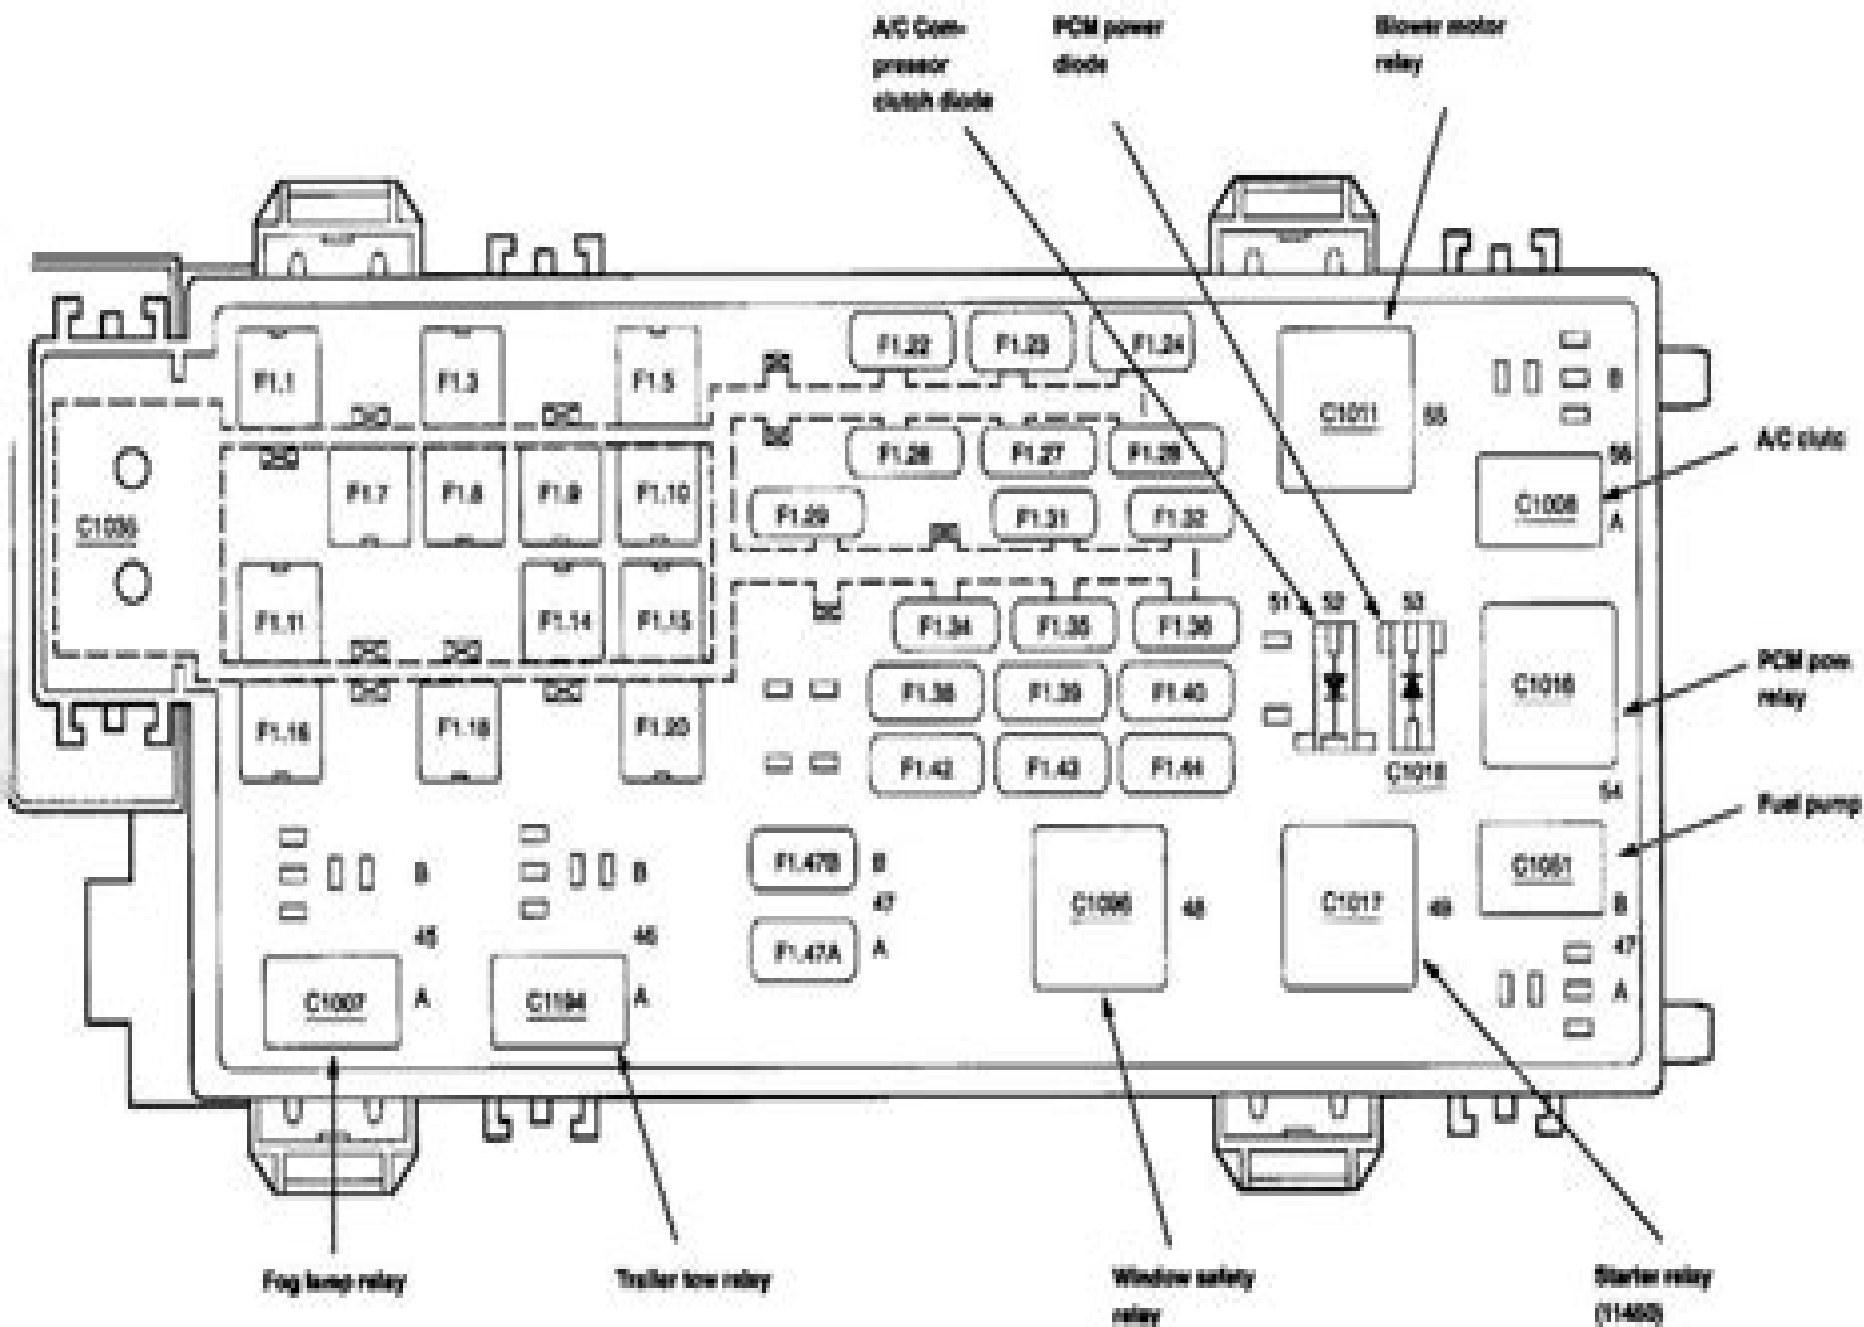 A/C Com-
pressor
clutch diode
PCM power
diode
Blower motor
relay
F1.1
F1.3
F1.5
F1.22
F1.23
F1.24
C1011
55
B
A/C clutc
56
C1008
A
F1.26
F1.27
F1.28
F1.7
F1.8
F1.9
F1.10
F1.29
F1.31
F1.32
C1035
F1.11
F1.14
F1.15
F1.34
F1.35
F1.36
51
52
53
C1016
PCM pow.
relay
F1.38
F1.39
F1.40
F1.16
F1.18
F1.20
F1.42
F1.43
F1.44
C1018
54
Fuel pump
F1.47B
B
47
F1.47A
A
C1096
48
C1017
49
C1051
B
47
A
B
45
C1007
A
B
46
C1194
A
Fog lamp relay
Trailer tow relay
Window safety
relay
Starter relay
(11450)